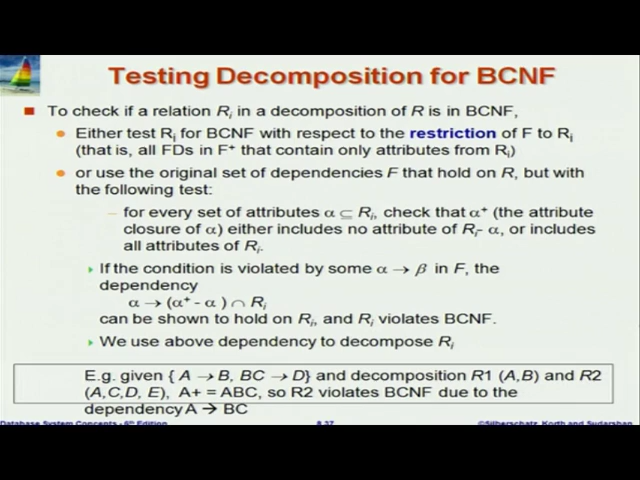 Testing Decomposition for BCNF
To check if a relation Ri in a decomposition of R is in BCNF,
Either test Ri for BCNF with respect to the restriction of F to Ri
(that is, all FDs in F+ that contain only attributes from Ri)
or use the original set of dependencies F that hold on R, but with
the following test:
– for every set of attributes α ⊆ Ri, check that α+ (the attribute
closure of α) either includes no attribute of Ri- α, or includes
all attributes of Ri.
If the condition is violated by some α → β in F, the
dependency
α → (α+ - α ) ∩ Ri
can be shown to hold on Ri, and Ri violates BCNF.
We use above dependency to decompose Ri
E.g. given { A → B, BC → D} and decomposition R1 (A,B) and R2
(A,C,D, E), A+ = ABC, so R2 violates BCNF due to the
dependency A → BC
Database System Concepts - 6th Edition 8.37 ©Silberschatz, Korth and Sudarshan